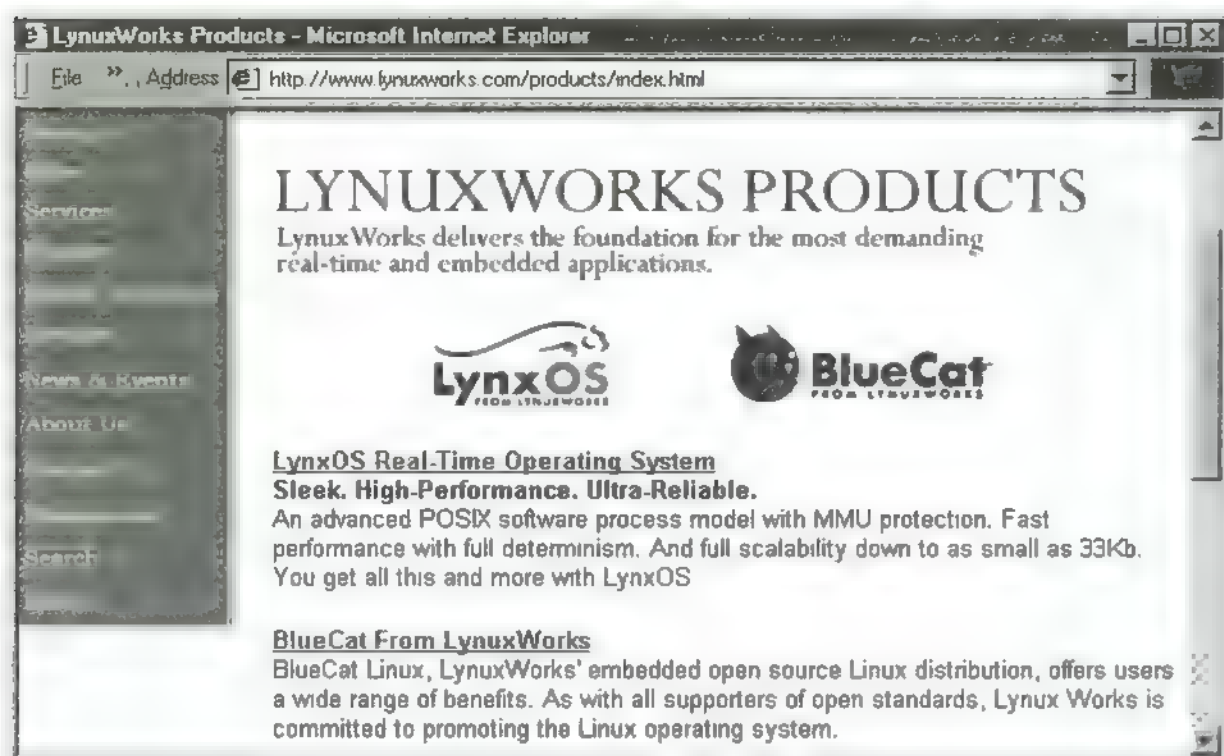 LynuxWorks Products - Microsoft Internet Explorer
File » Address http://www.lynuxworks.com/products/index.html
Services
News & Events
About Us
Search
LYNUXWORKS PRODUCTS
LynuxWorks delivers the foundation for the most demanding
real-time and embedded applications.
LynxOS
FROM LYNUXWORKS
BlueCat
FROM LYNUXWORKS
LynxOS Real-Time Operating System
Sleek. High-Performance. Ultra-Reliable.
An advanced POSIX software process model with MMU protection. Fast
performance with full determinism. And full scalability down to as small as 33Kb.
You get all this and more with LynxOS
BlueCat From LynuxWorks
BlueCat Linux, LynuxWorks' embedded open source Linux distribution, offers users
a wide range of benefits. As with all supporters of open standards, Lynux Works is
committed to promoting the Linux operating system.